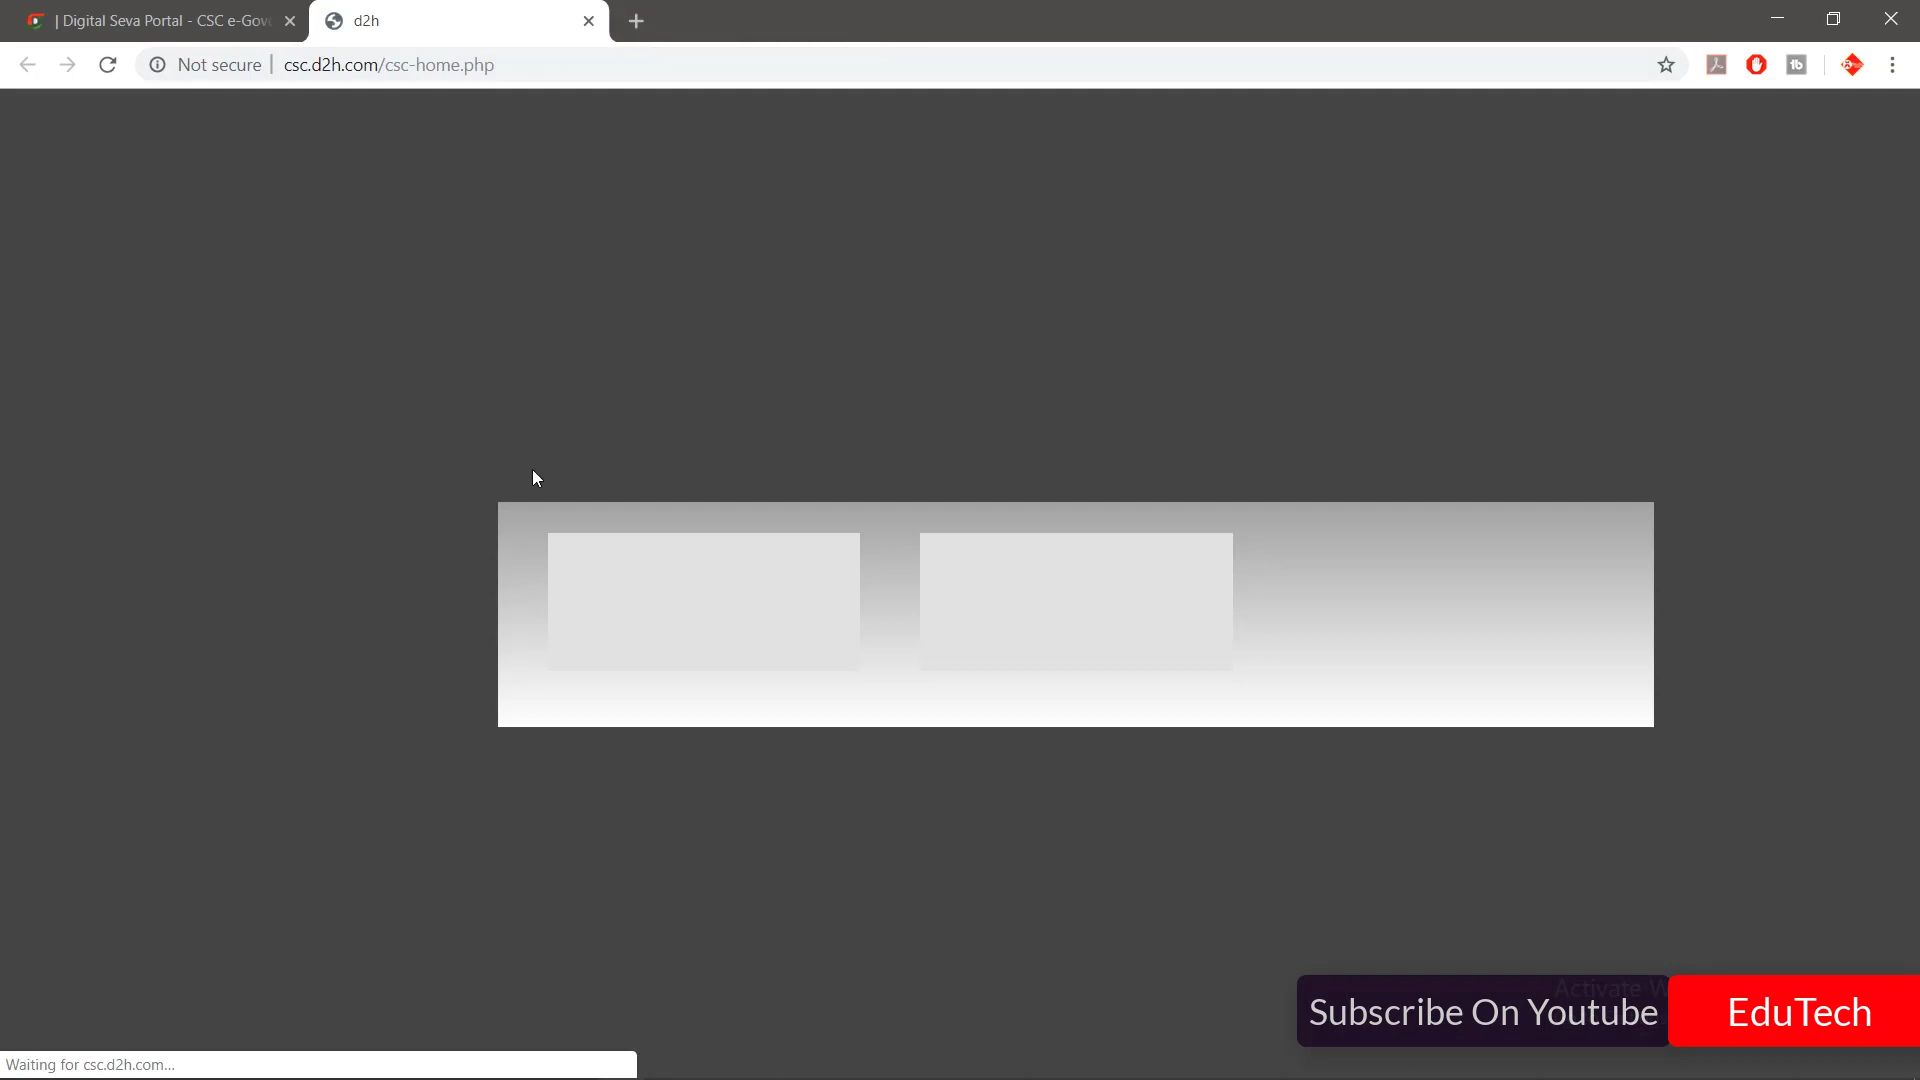 | Digital Seva Portal - CSC e-Gov
d2h
Not secure
csc.d2h.com/csc-home.php
Activate W
Subscribe On Youtube
EduTech
Waiting for csc.d2h.com...